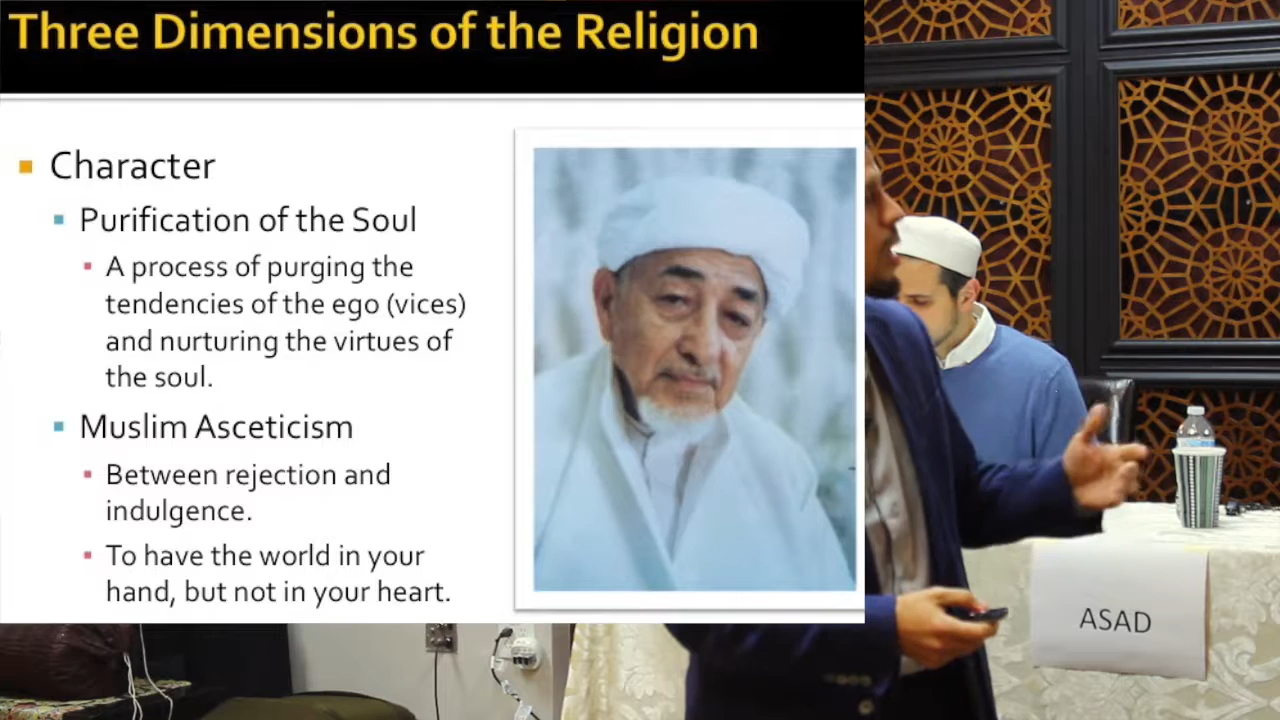 Three Dimensions of the Religion
Character
Purification of the Soul
A process of purging the
tendencies of the ego (vices)
and nurturing the virtues of
the soul.
Muslim Asceticism
Between rejection and
indulgence.
To have the world in your
hand, but not in your heart.
ASAD